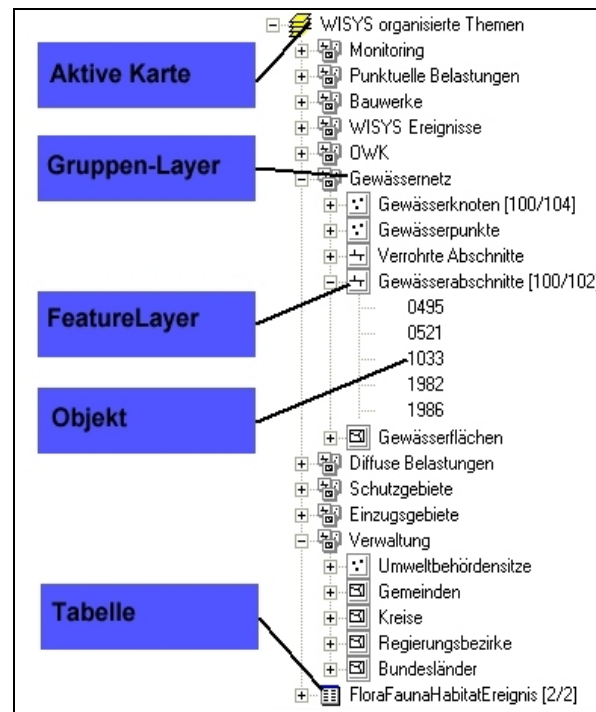 WISYS organisierte Themen
Aktive Karte
Monitoring
Punktuelle Belastungen
Bauwerke
WISYS Ereignisse
OWK
Gruppen-Layer
Gewässernetz
Gewässerknoten [100/104]
Gewässerpunkte
Verrohrte Abschnitte
Gewässerabschnitte [100/102
FeatureLayer
0495
0521
1033
1982
1986
Objekt
Gewässerflächen
Diffuse Belastungen
Schutzgebiete
Einzugsgebiete
Verwaltung
Umweltbehördensitze
Gemeinden
Tabelle
Kreise
Regierungsbezirke
Bundesländer
FloraFaunaHabitatEreignis [2/2]